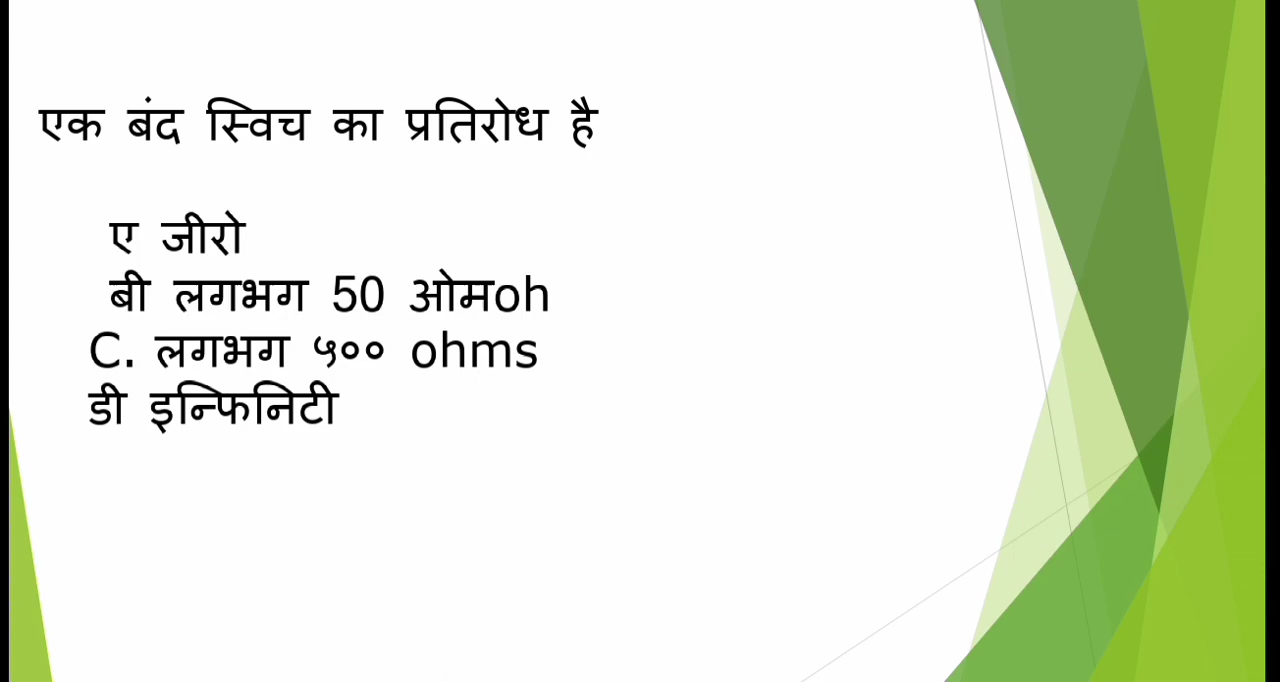 एक बंद स्विच का प्रतिरोध है
ए जीरो
बी लगभग 50 ओमoh
C. लगभग ५०० ohms
डी इन्फिनिटी